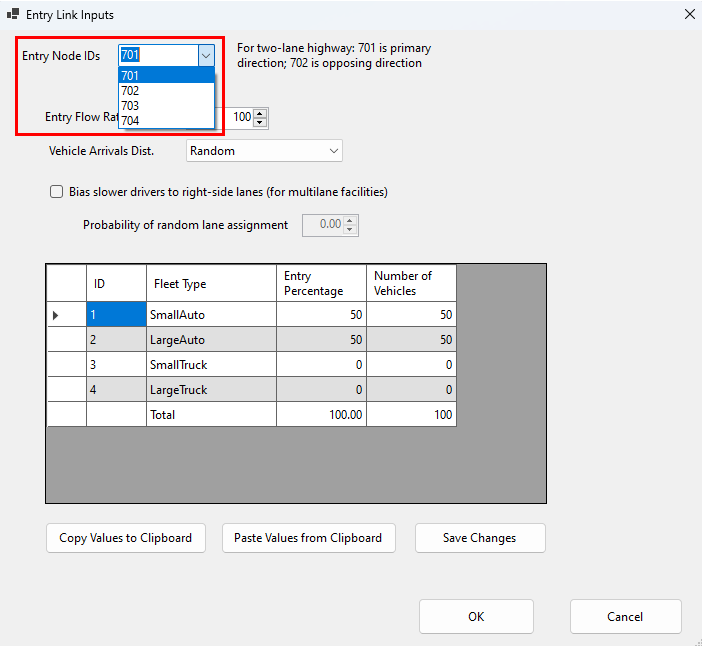 Entry Link Inputs
Entry Node IDs 701
For two-lane highway: 701 is primary
direction; 702 is opposing direction
701
702
703
704
Entry Flow Rat 100
Vehicle Arrivals Dist. Random
Bias slower drivers to right-side lanes (for multilane facilities)
Probability of random lane assignment 0.00
ID Fleet Type Entry Percentage Number of Vehicles
1 SmallAuto 50 50
2 LargeAuto 50 50
3 SmallTruck 0 0
4 LargeTruck 0 0
Total 100.00 100
Copy Values to Clipboard Paste Values from Clipboard Save Changes
OK Cancel